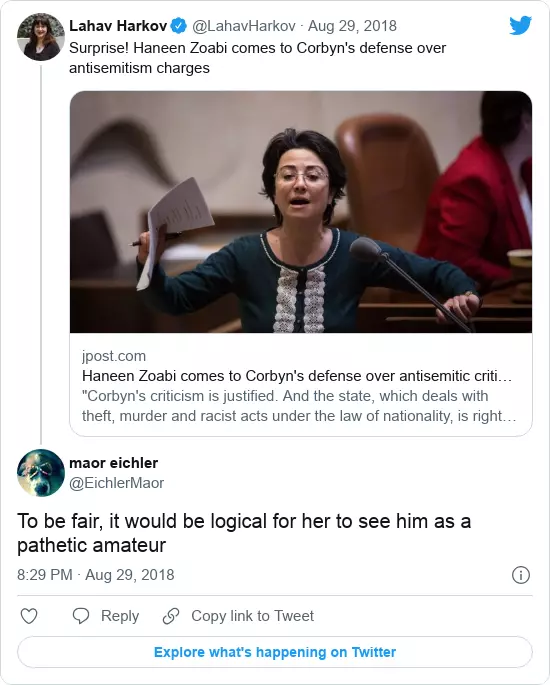 Lahav Harkov @LahavHarkov · Aug 29, 2018
Surprise! Haneen Zoabi comes to Corbyn's defense over
antisemitism charges
jpost.com
Haneen Zoabi comes to Corbyn's defense over antisemitic criti…
"Corbyn's criticism is justified. And the state, which deals with
theft, murder and racist acts under the law of nationality, is right…
maor eichler
@EichlerMaor
To be fair, it would be logical for her to see him as a
pathetic amateur
8:29 PM · Aug 29, 2018
Reply
Copy link to Tweet
Explore what's happening on Twitter